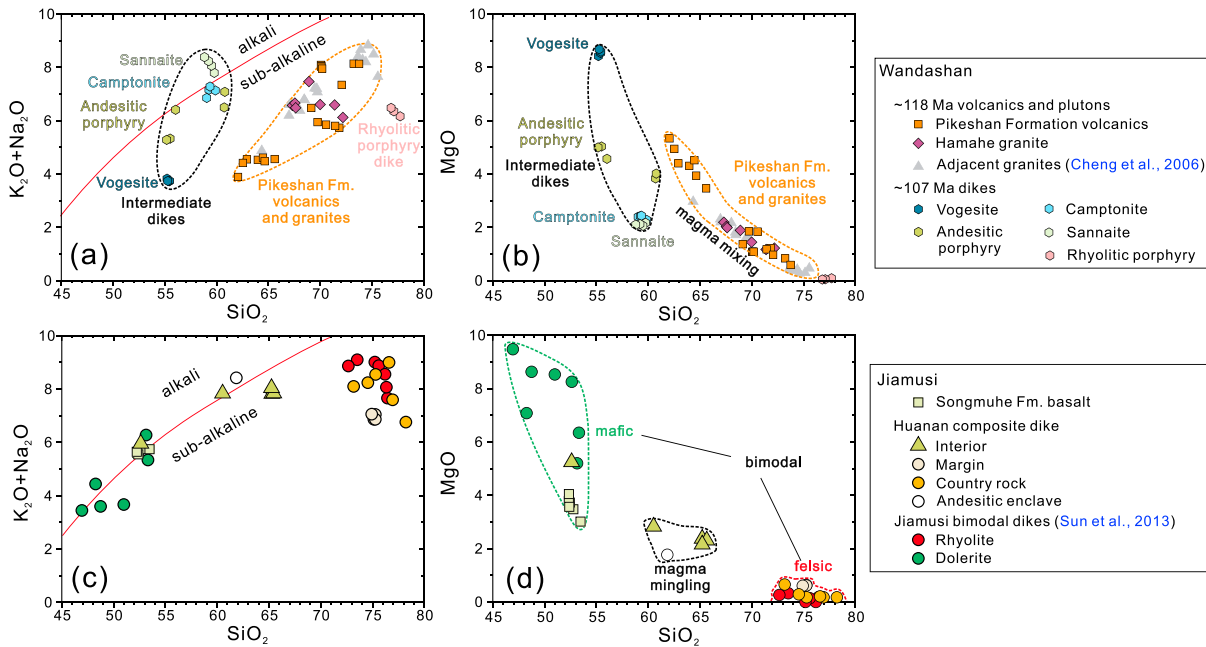 K₂O+Na₂O
10
8
6
4
2
0
45
50
55
60
65
70
75
80
SiO₂
(a)
alkali
sub-alkaline
Sannaite
Camptonite
Andesitic
porphyry
Vogesite
Intermediate
dikes
Pikeshan Fm.
volcanics
and granites
Rhyolitic
porphyry
dike
MgO
10
8
6
4
2
0
45
50
55
60
65
70
75
80
SiO₂
(b)
Vogesite
Andesitic
porphyry
Intermediate
dikes
Camptonite
Sannaite
magma mixing
Pikeshan Fm.
volcanics
and granites
Wandashan
~118 Ma volcanics and plutons
Pikeshan Formation volcanics
Hamahe granite
Adjacent granites (Cheng et al., 2006)
~107 Ma dikes
Vogesite
Camptonite
Andesitic
porphyry
Sannaite
Rhyolitic porphyry
K₂O+Na₂O
10
8
6
4
2
0
45
50
55
60
65
70
75
80
SiO₂
(c)
alkali
sub-alkaline
MgO
10
8
6
4
2
0
45
50
55
60
65
70
75
80
SiO₂
(d)
mafic
bimodal
magma
mingling
felsic
Jiamusi
Songmuhe Fm. basalt
Huanan composite dike
Interior
Margin
Country rock
Andesitic enclave
Jiamusi bimodal dikes (Sun et al., 2013)
Rhyolite
Dolerite